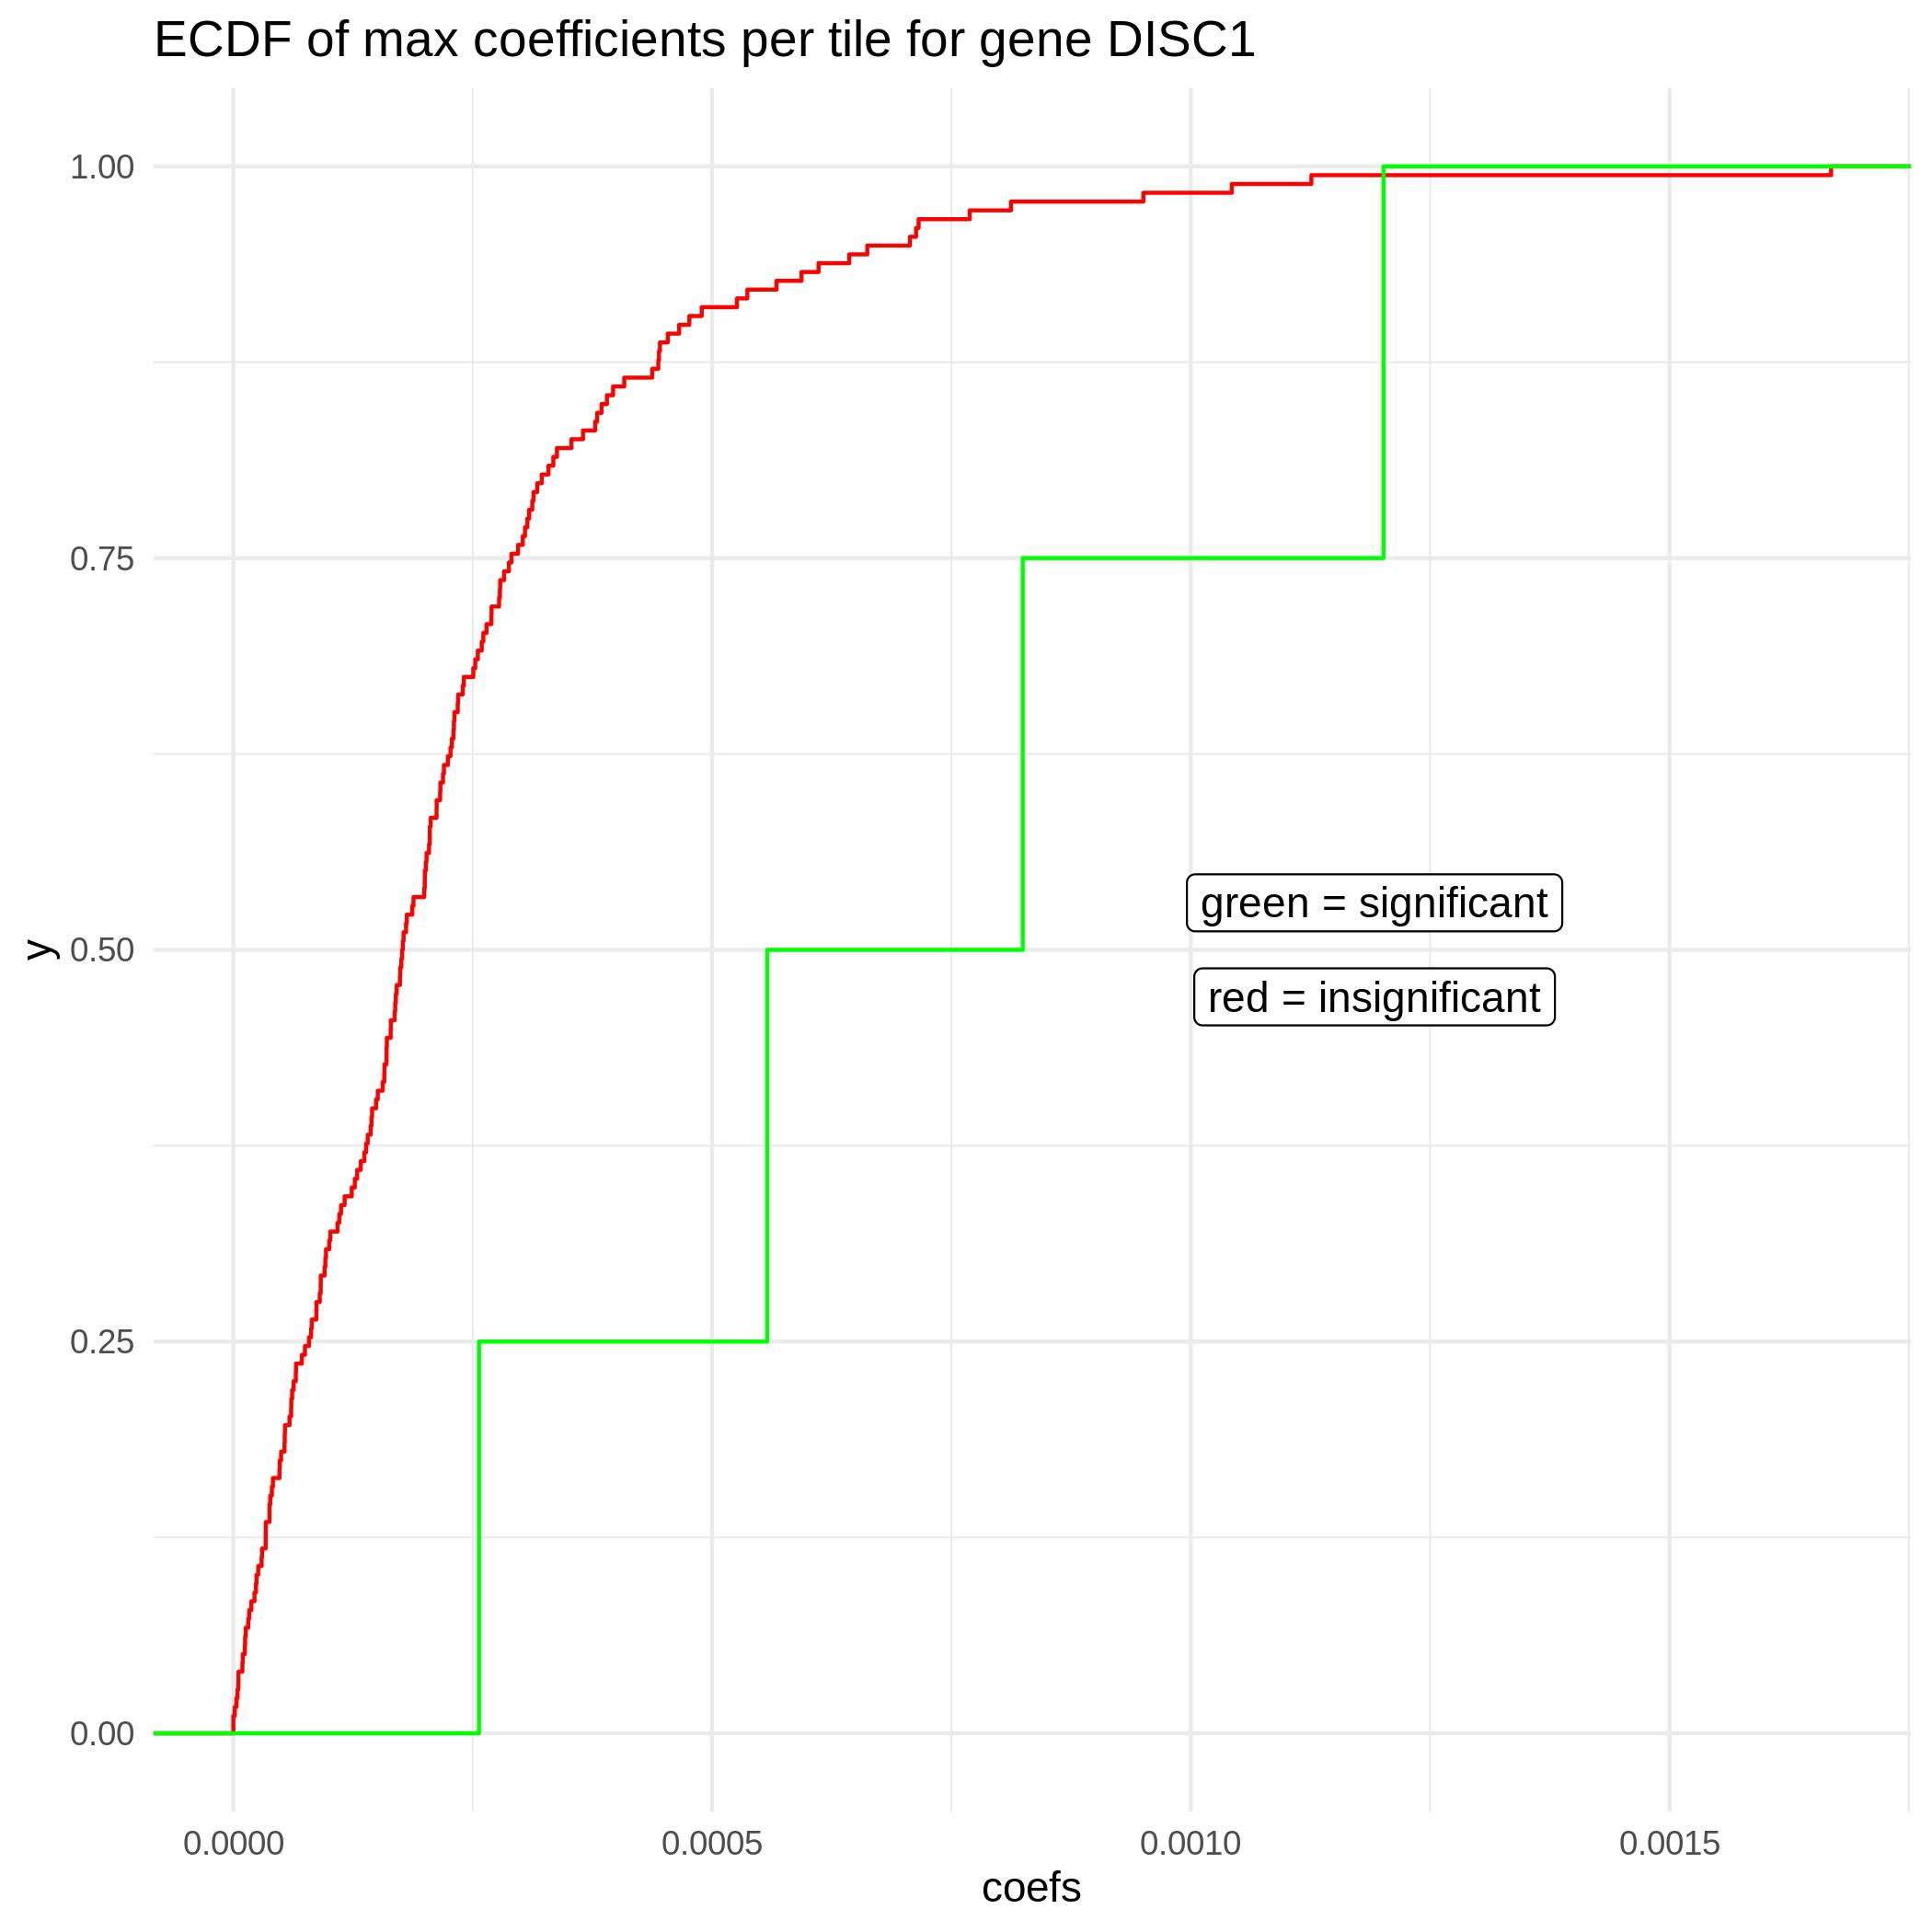 ECDF of max coefficients per tile for gene DISC1
1.00
0.75
0.50
0.25
0.00
y
green = significant
red = insignificant
0.0000
0.0005
0.0010
0.0015
coefs